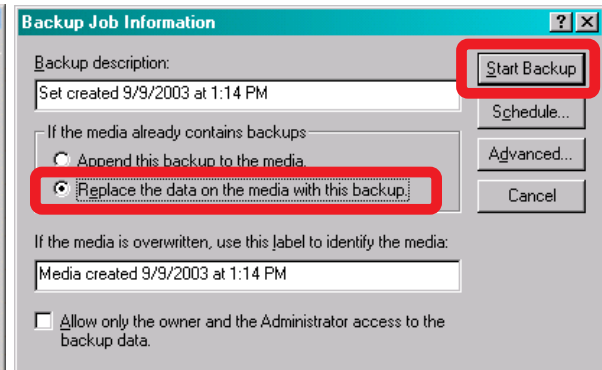 Backup Job Information
Backup description:
Start Backup
Set created 9/9/2003 at 1:14 PM
Schedule...
If the media already contains backups
Append this backup to the media.
Advanced...
Replace the data on the media with this backup.
Cancel
If the media is overwritten, use this label to identify the media:
Media created 9/9/2003 at 1:14 PM
Allow only the owner and the Administrator access to the
backup data.